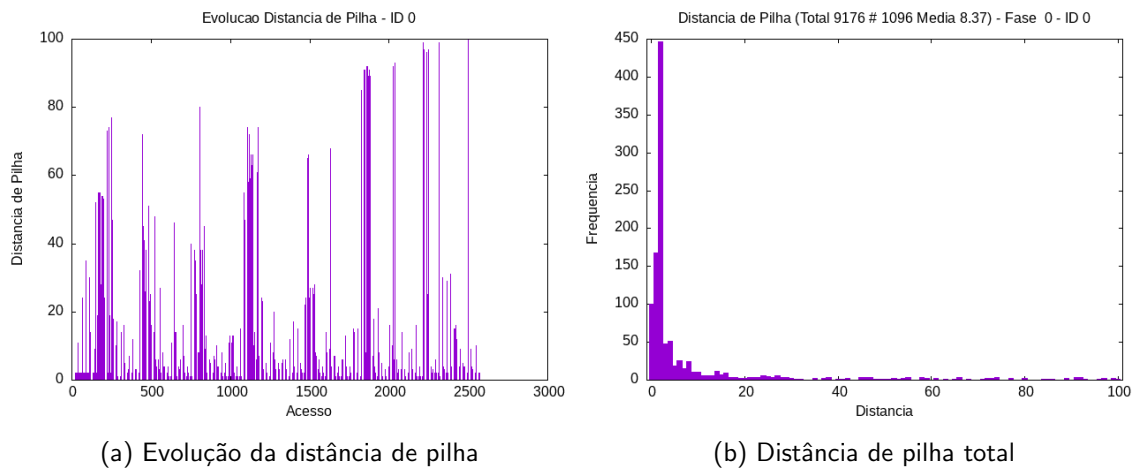 Evolucao Distancia de Pilha - ID 0
100
80
60
40
20
0
0 500 1000 1500 2000 2500 3000
Distancia de Pilha
Acesso
(a) Evolução da distância de pilha
Distancia de Pilha (Total 9176 # 1096 Media 8.37) - Fase 0 - ID 0
450
400
350
300
250
200
150
100
50
0
0 20 40 60 80 100
Frequencia
Distancia
(b) Distância de pilha total